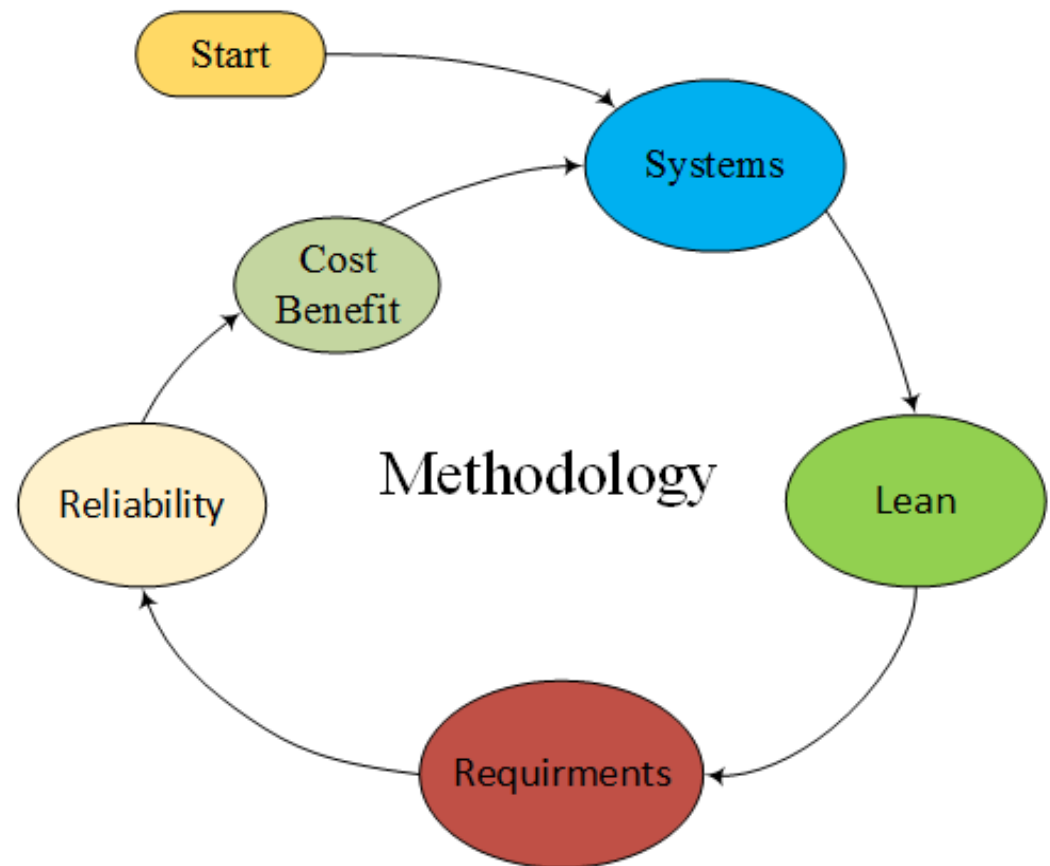 Start
Systems
Cost
Benefit
Methodology
Reliability
Lean
Requirments